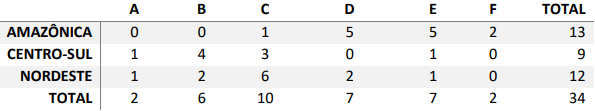 A B C D E F TOTAL
AMAZÔNICA 0 0 1 5 5 2 13
CENTRO-SUL 1 4 3 0 1 0 9
NORDESTE 1 2 6 2 1 0 12
TOTAL 2 6 10 7 7 2 34